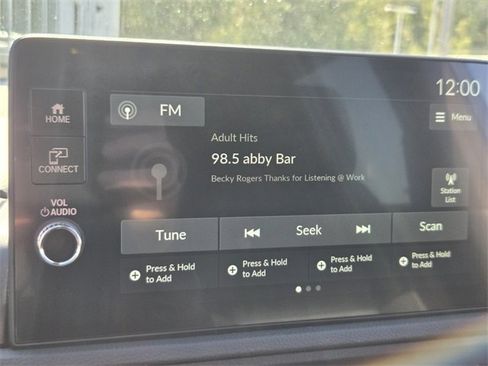 12:00
HOME
FM
Menu
Adult Hits
98.5 abby Bar
CONNECT
Becky Rogers Thanks for Listening @ Work
Station
List
VOL
AUDIO
Tune
Seek
Scan
Press & Hold
to Add
Press & Hold
to Add
Press & Hold
to Add
Press & Hold
to Add